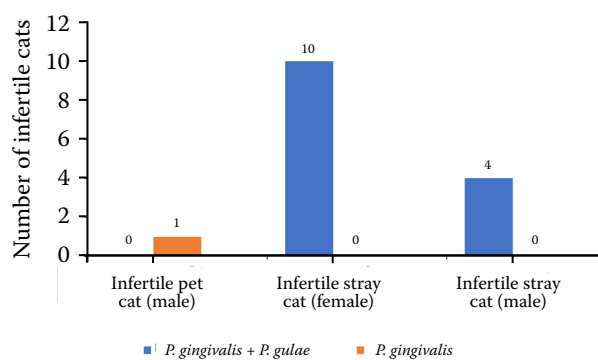 Number of infertile cats
12
10
8
6
4
2
0
0
1
10
0
4
0
Infertile pet
cat (male)
Infertile stray
cat (female)
Infertile stray
cat (male)
P. gingivalis + P. gulae
P. gingivalis